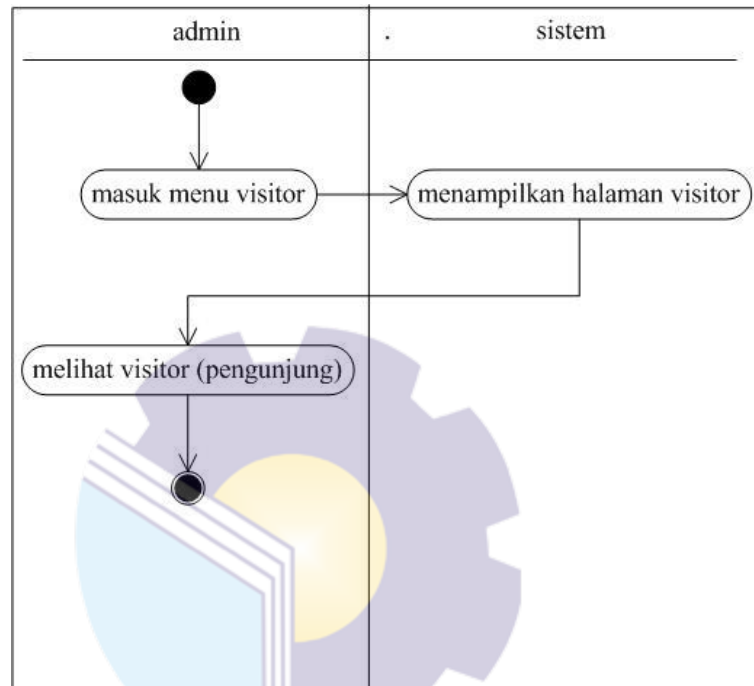 admin
. sistem
masuk menu visitor
menampilkan halaman visitor
melihat visitor (pengunjung)